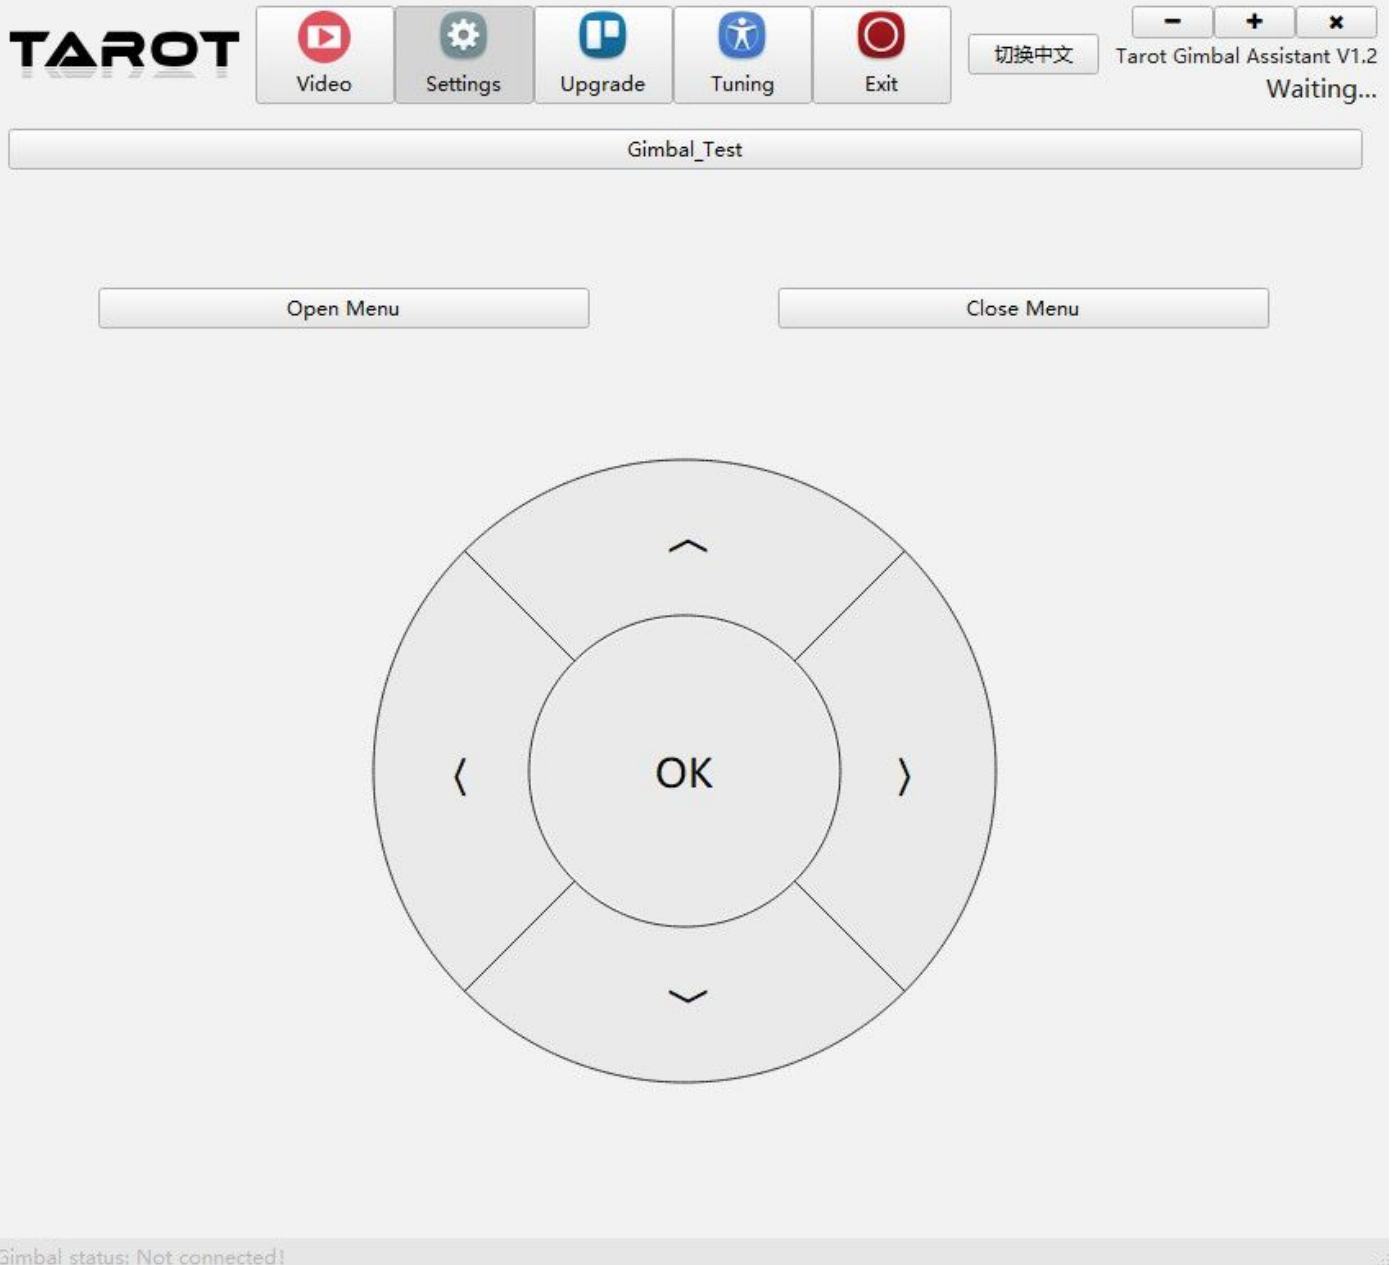 TAROT
Video
Settings
Upgrade
Tuning
Exit
切换中文
Tarot Gimbal Assistant V1.2
Waiting...
Gimbal_Test
Open Menu
Close Menu
OK
Gimbal status: Not connected!